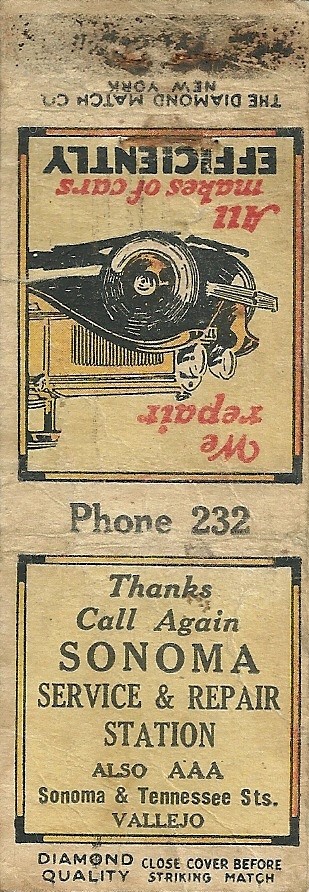 THE DIAMOND MATCH CO.
NEW YORK
We
repair
All
makes of cars
EFFICIENTLY
Phone 232
Thanks
Call Again
SONOMA
SERVICE & REPAIR
STATION
ALSO AAA
Sonoma & Tennessee Sts.
VALLEJO
DIAMOND QUALITY
CLOSE COVER BEFORE STRIKING MATCH